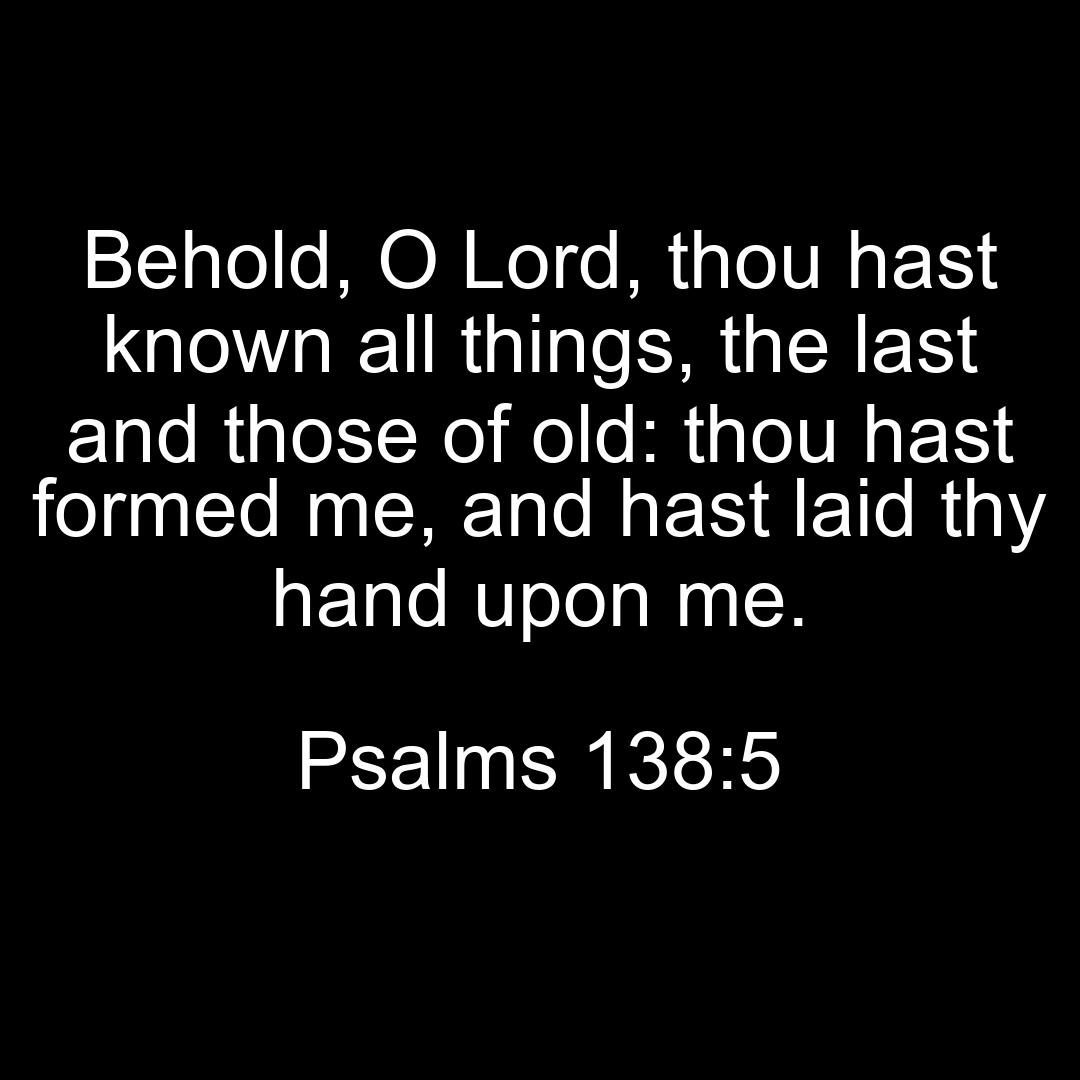 Behold, O Lord, thou hast
known all things, the last
and those of old: thou hast
formed me, and hast laid thy
hand upon me.
Psalms 138:5